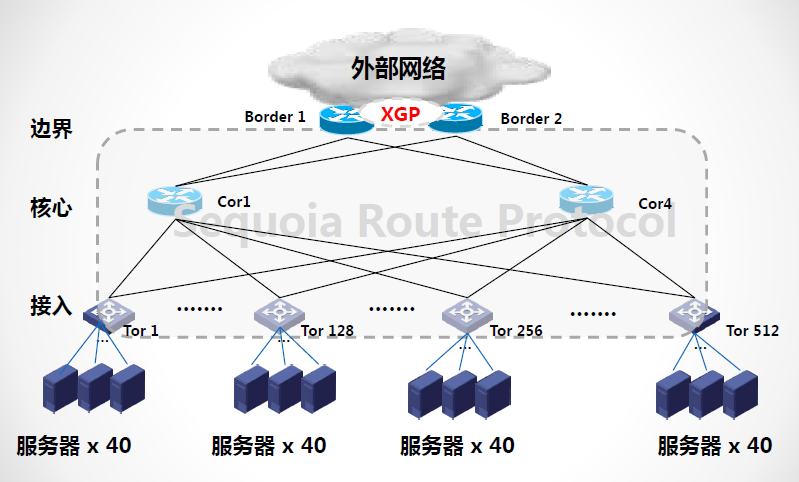 外部网络
XGP
Border 1
Border 2
边界
核心
Cor1
Cor4
Sequoia Route Protocol
接入
.......
.......
.......
Tor 1
Tor 128
Tor 256
Tor 512
...
...
...
...
服务器 x 40
服务器 x 40
服务器 x 40
服务器 x 40